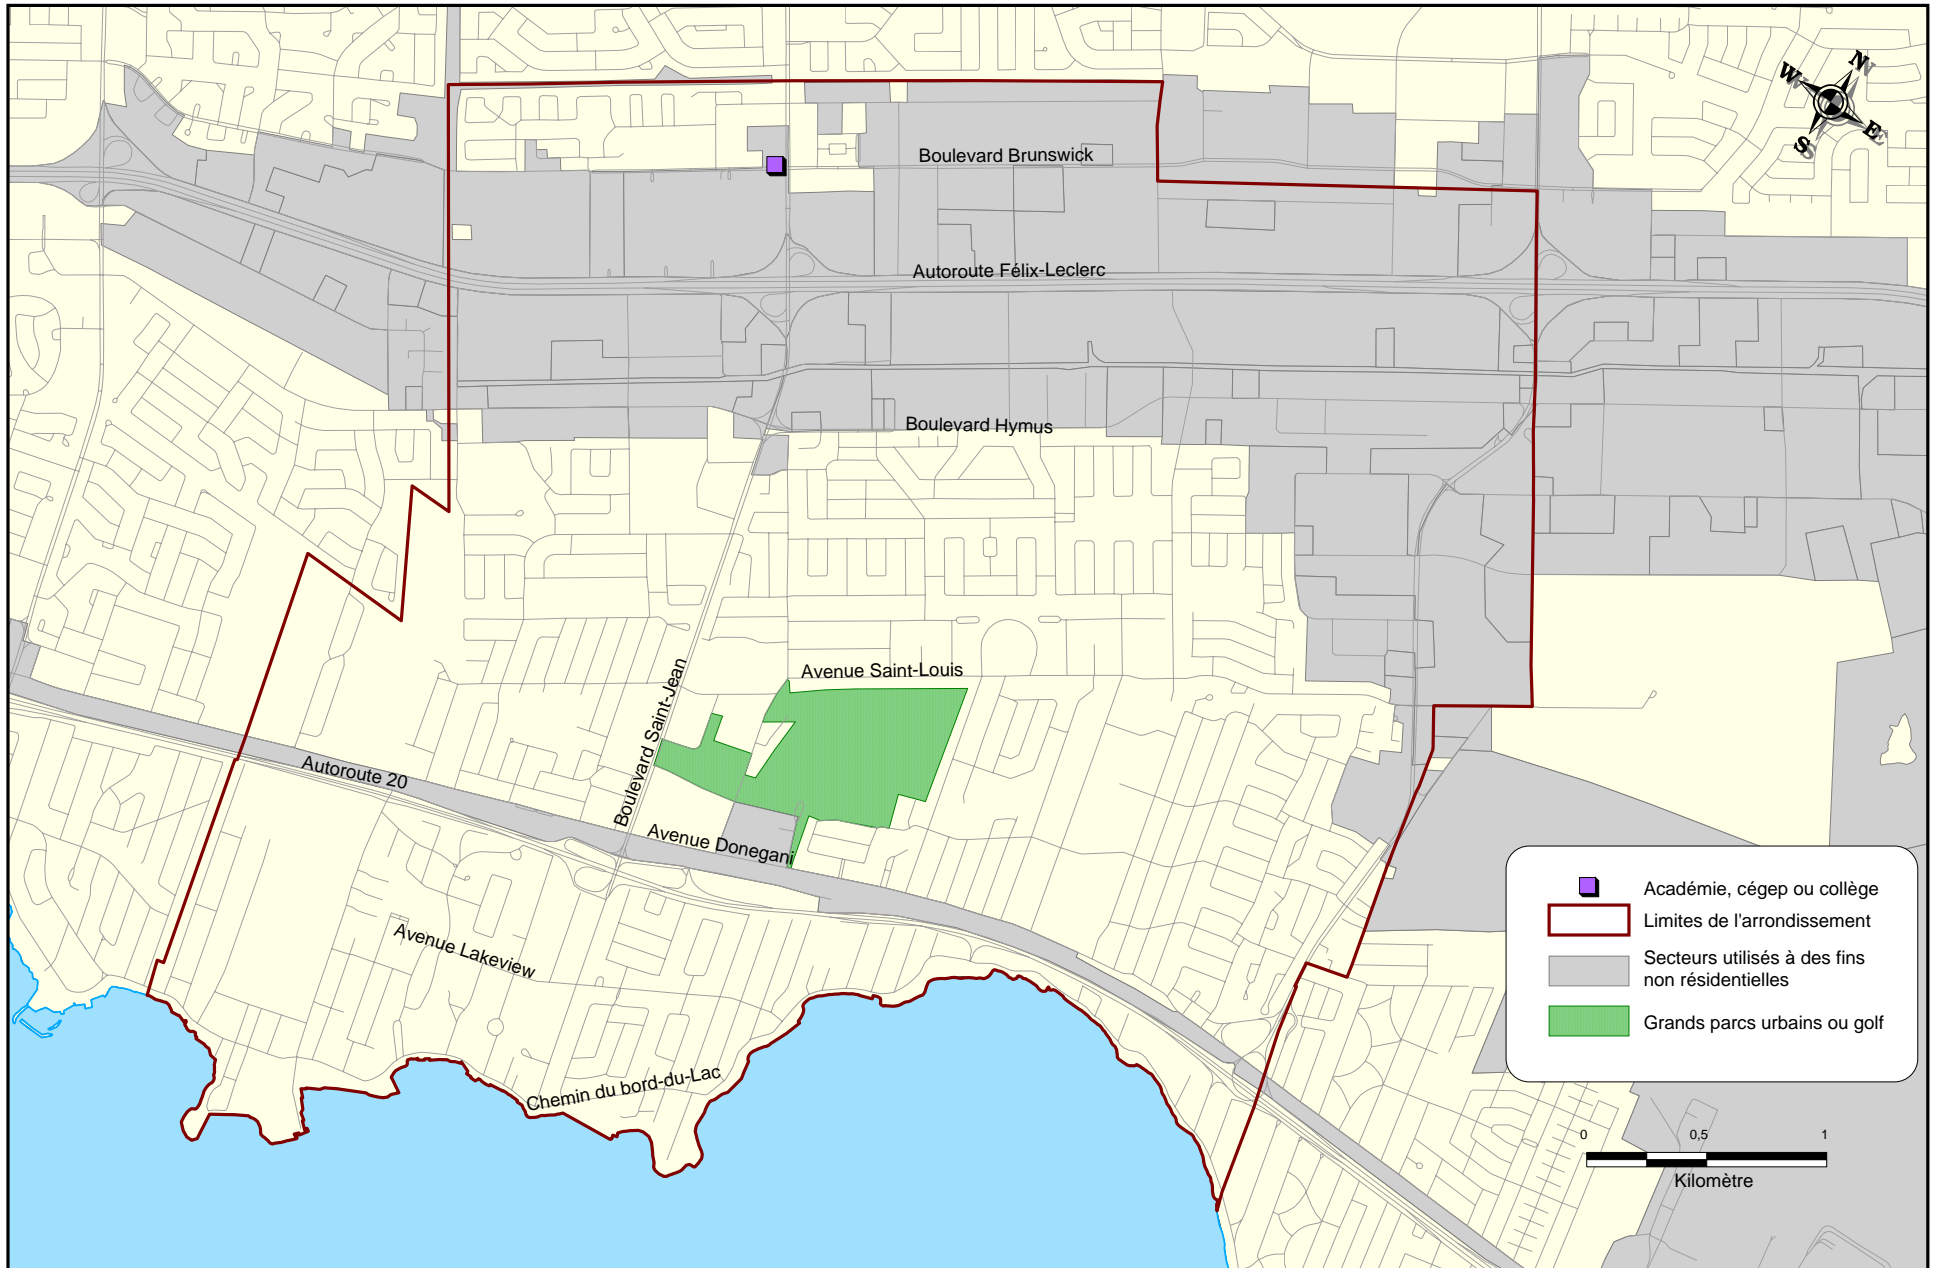 N
W
E
S
Boulevard Brunswick
Autoroute Félix-Leclerc
Boulevard Hymus
Avenue Saint-Louis
Boulevard Saint-Jean
Autoroute 20
Avenue Donegani
Avenue Lakeview
Chemin du bord-du-Lac
Académie, cégep ou collège
Limites de l'arrondissement
Secteurs utilisés à des fins
non résidentielles
Grands parcs urbains ou golf
0 0,5 1
Kilomètre